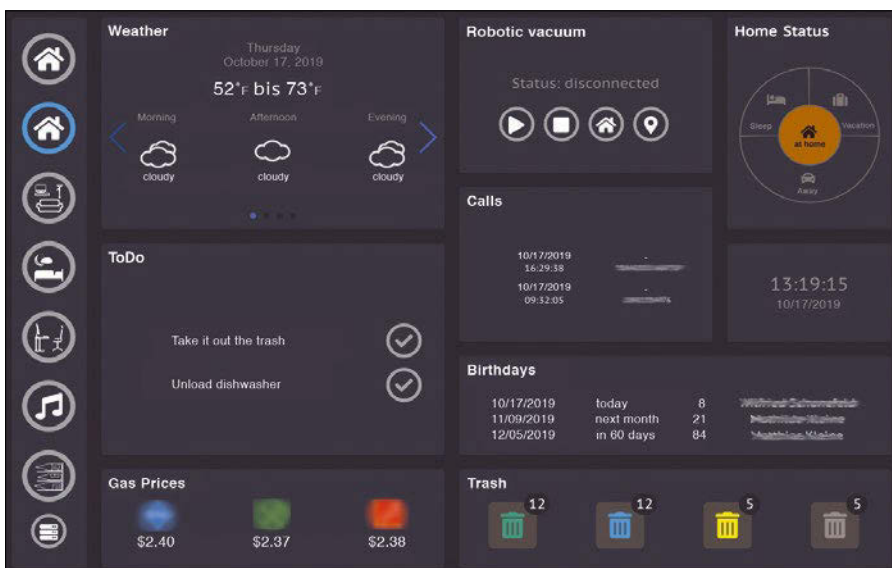 Weather
Thursday
October 17, 2019
52°F bis 73°F
Morning Afternoon Evening
cloudy cloudy cloudy
Robotic vacuum
Status: disconnected
Home Status
Sleep
Vacation
at home
Away
Calls
10/17/2019 -
16:29:38
10/17/2019 -
09:32:05
13:19:15
10/17/2019
ToDo
Take it out the trash
Unload dishwasher
Birthdays
10/17/2019 today 8
11/09/2019 next month 21
12/05/2019 in 60 days 84
Gas Prices
$2.40 $2.37 $2.38
Trash
12 12 5 5